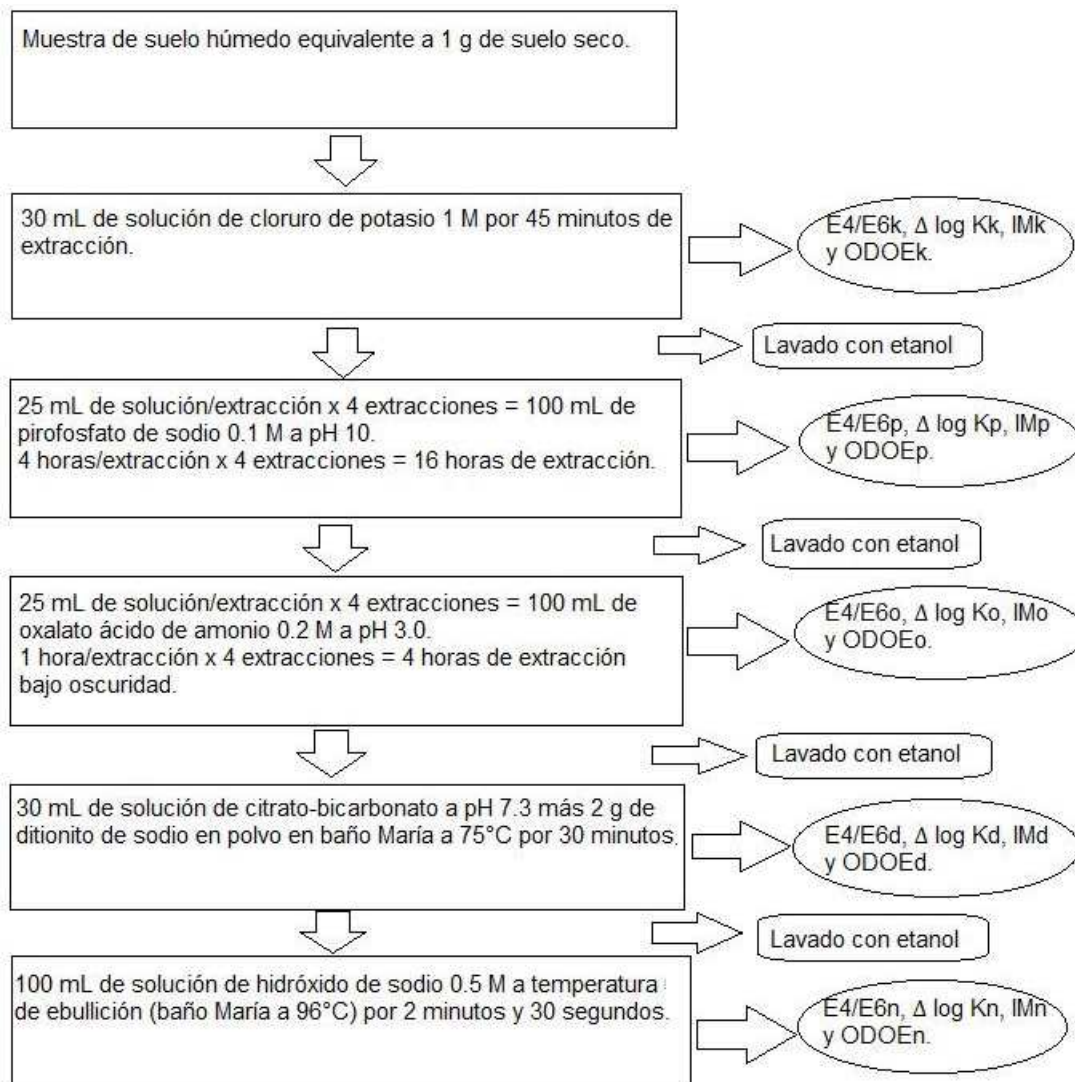 Muestra de suelo húmedo equivalente a 1 g de suelo seco.
30 mL de solución de cloruro de potasio 1 M por 45 minutos de
extracción.
E4/E6k, Δ log Kk, IMk
y ODOEk.
Lavado con etanol
25 mL de solución/extracción x 4 extracciones = 100 mL de
pirofosfato de sodio 0.1 M a pH 10.
4 horas/extracción x 4 extracciones = 16 horas de extracción.
E4/E6p, Δ log Kp, IMp
y ODOEp.
Lavado con etanol
25 mL de solución/extracción x 4 extracciones = 100 mL de
oxalato ácido de amonio 0.2 M a pH 3.0.
1 hora/extracción x 4 extracciones = 4 horas de extracción
bajo oscuridad.
E4/E6o, Δ log Ko, IMo
y ODOEo.
Lavado con etanol
30 mL de solución de citrato-bicarbonato a pH 7.3 más 2 g de
ditionito de sodio en polvo en baño María a 75°C por 30 minutos.
E4/E6d, Δ log Kd, IMd
y ODOEd.
Lavado con etanol
100 mL de solución de hidróxido de sodio 0.5 M a temperatura
de ebullición (baño María a 96°C) por 2 minutos y 30 segundos.
E4/E6n, Δ log Kn, IMn
y ODOEn.